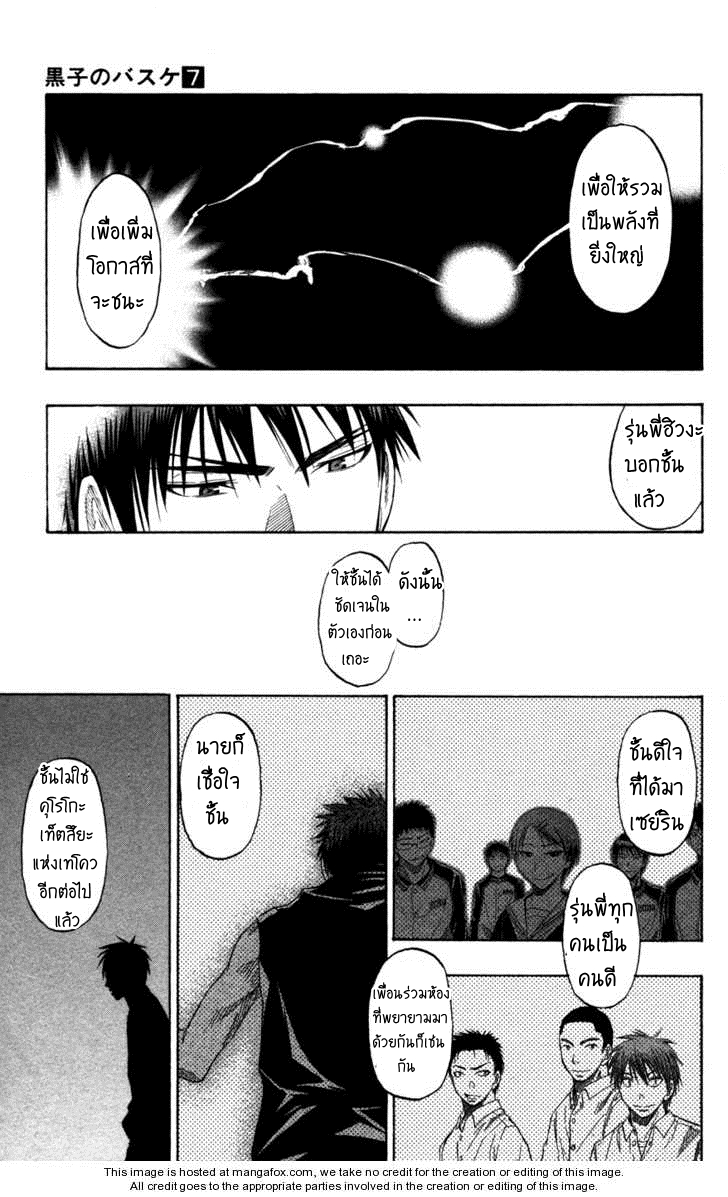 黒子のバスケ7
เพื่อให้รวม
เป็นพลังที่
ยิ่งใหญ่
เพื่อเพิ่ม
โอกาสที่
จะชนะ
รุ่นพี่ฮิวงะ
บอกชั้น
แล้ว
ดังนั้น
...
ให้ชั้นได้
ชัดเจนใน
ตัวเองก่อน
เถอะ
ชั้นดีใจ
ที่ได้มา
เซย์ริน
รุ่นพี่ทุก
คนเป็น
คนดี
เพื่อนร่วมห้อง
ที่พยายามมา
ด้วยกันก็เช่น
กัน
นายก็
เชื่อใจ
ชั้น
ชั้นไม่ใช่
คุโรโกะ
เท็ตสึยะ
แห่งเทโคว
อีกต่อไป
แล้ว
This image is hosted at mangafox.com, we take no credit for the creation or editing of this image.
All credit goes to the appropriate parties involved in the creation or editing of this image.